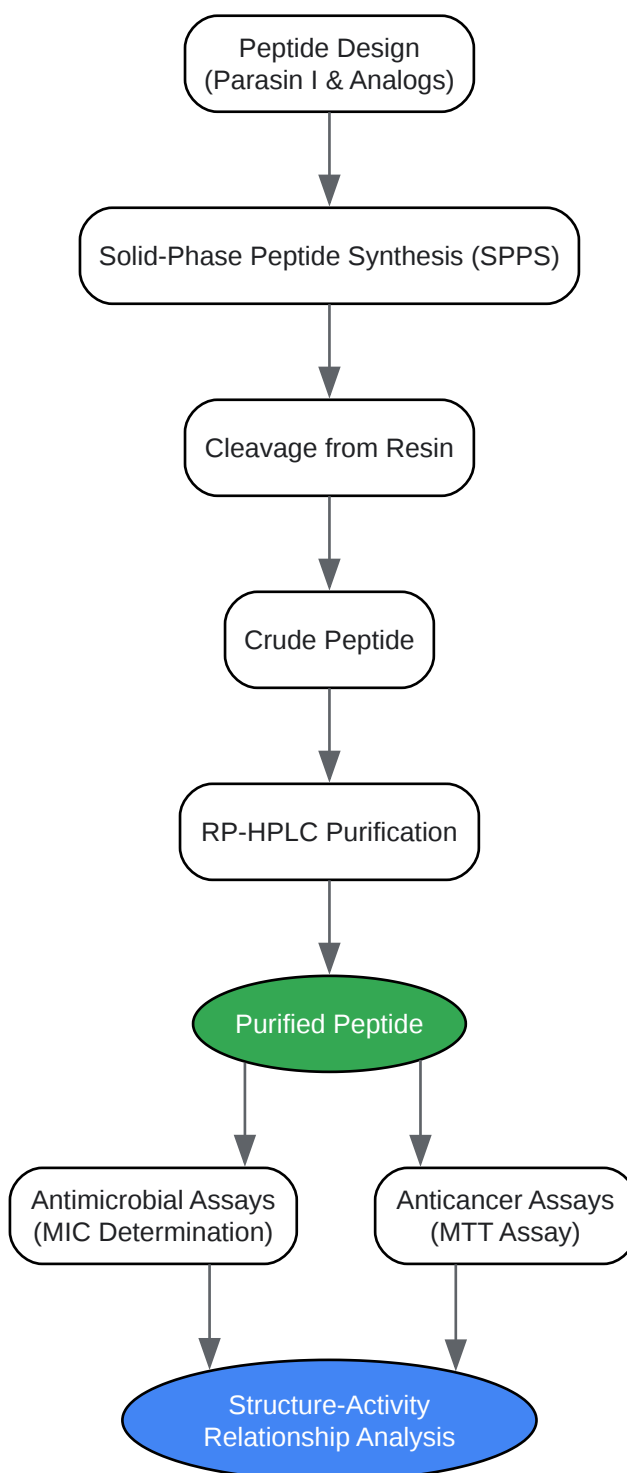 Peptide Design
(Parasin I & Analogs)
Solid-Phase Peptide Synthesis (SPPS)
Cleavage from Resin
Crude Peptide
RP-HPLC Purification
Purified Peptide
Antimicrobial Assays
(MIC Determination)
Anticancer Assays
(MTT Assay)
Structure-Activity
Relationship Analysis